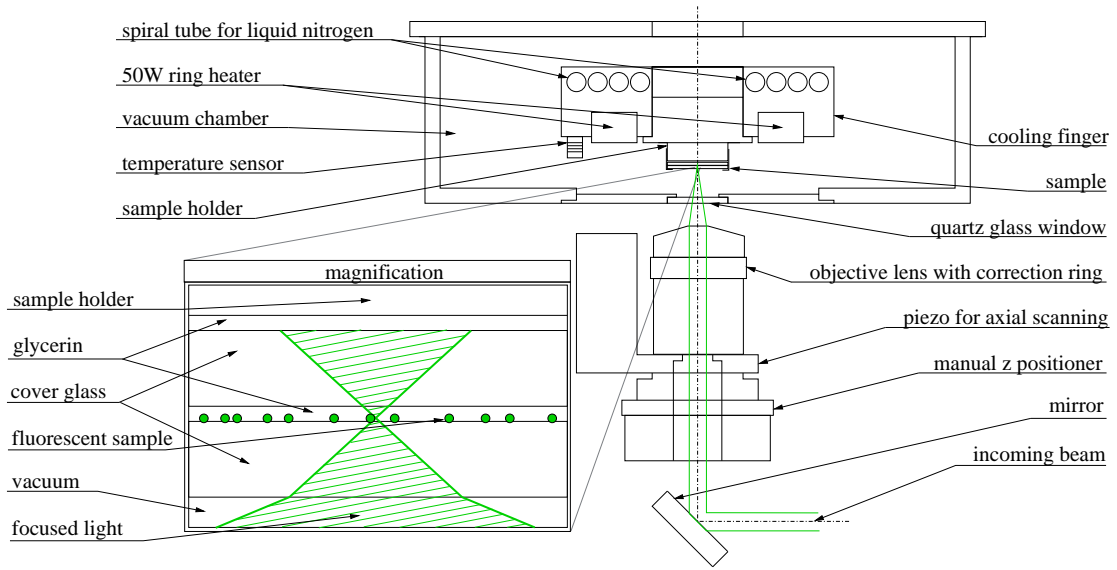 spiral tube for liquid nitrogen
50W ring heater
vacuum chamber
temperature sensor
sample holder
cooling finger
sample
quartz glass window
objective lens with correction ring
piezo for axial scanning
manual z positioner
mirror
incoming beam
magnification
sample holder
glycerin
cover glass
fluorescent sample
vacuum
focused light